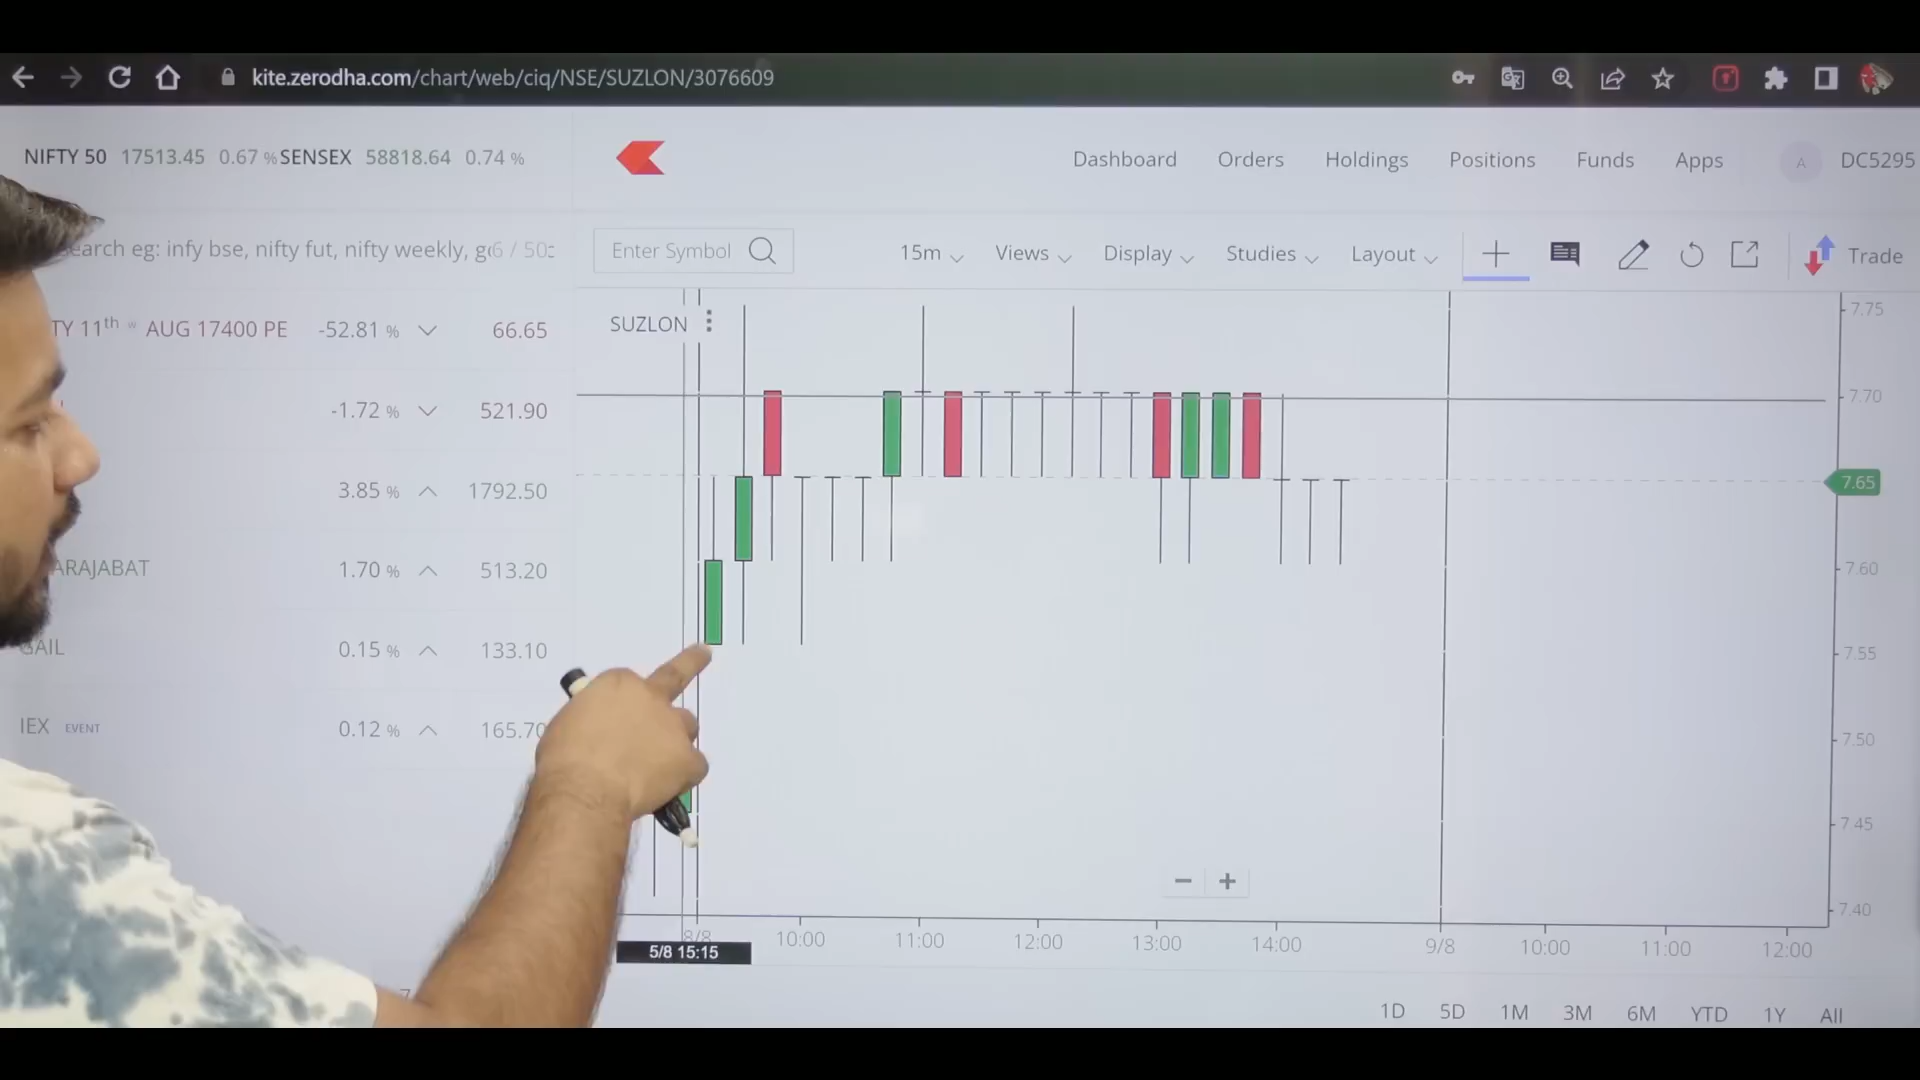 kite.zerodha.com/chart/web/ciq/NSE/SUZLON/3076609
NIFTY 50 17513.45 0.67 % SENSEX 58818.64 0.74 %
Dashboard Orders Holdings Positions Funds Apps A DC5295
earch eg: infy bse, nifty fut, nifty weekly, 6 / 50
Enter Symbol 15m Views Display Studies Layout Trade
TY 11th w AUG 17400 PE -52.81 % 66.65
-1.72 % 521.90
3.85 % 1792.50
ARAJABAT 1.70 % 513.20
GAIL 0.15 % 133.10
IEX EVENT 0.12 % 165.70
SUZLON
7.75
7.70
7.65
7.60
7.55
7.50
7.45
7.40
8/8 10:00 11:00 12:00 13:00 14:00 9/8 10:00 11:00 12:00
5/8 15:15
1D 5D 1M 3M 6M YTD 1Y All